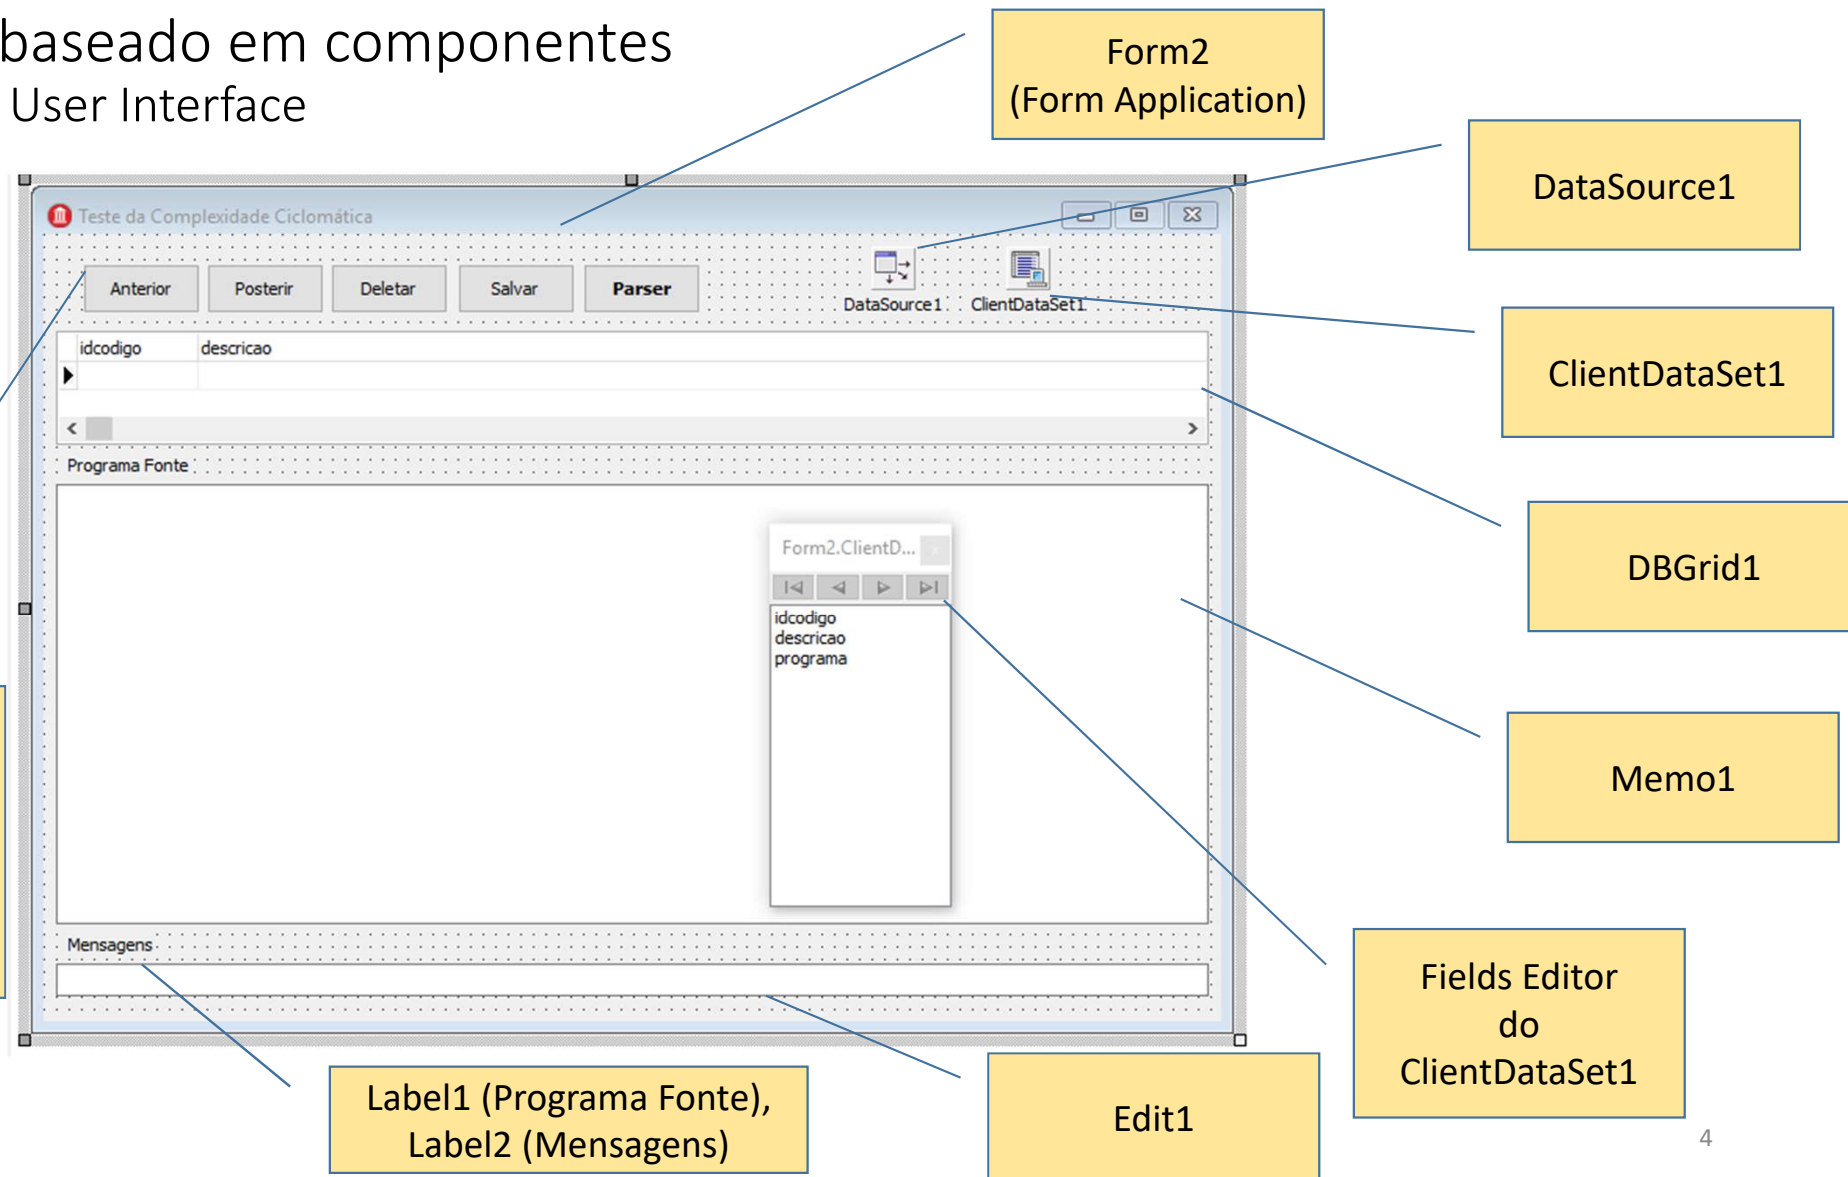 baseado em componentes
User Interface
Form2
(Form Application)
DataSource1
Teste da Complexidade Ciclomática
Anterior
Posterir
Deletar
Salvar
Parser
DataSource1
ClientDataSet1
ClientDataSet1
idcodigo
descricao
DBGrid1
Programa Fonte
Form2.ClientD...
idcodigo
descricao
programa
Memo1
Mensagens
Fields Editor
do
ClientDataSet1
Label1 (Programa Fonte),
Label2 (Mensagens)
Edit1
4